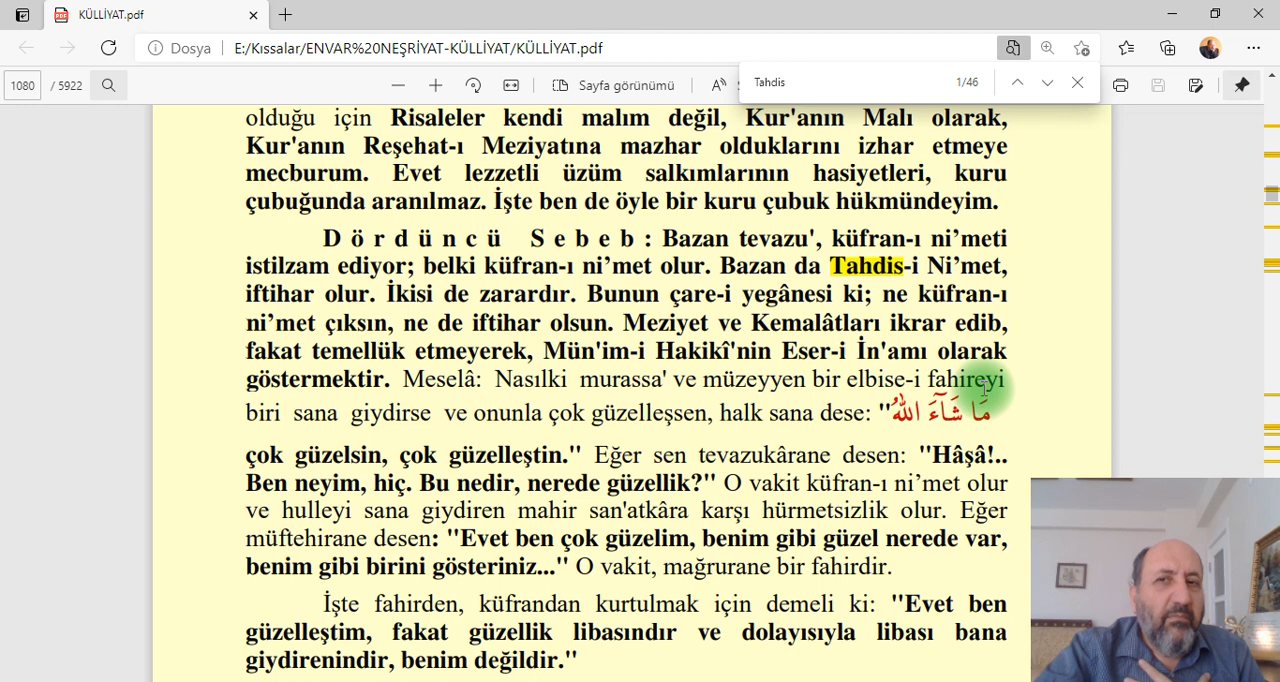 KÜLLİYAT.pdf
Dosya
E:/Kıssalar/ENVAR%20NEŞRİYAT-KÜLLİYAT/KÜLLİYAT.pdf
1080 / 5922
Sayfa görünümü
Tahdis 1/46
olduğu için Risaleler kendi malım değil, Kur'anın Malı olarak,
Kur'anın Reşehat-ı Meziyatına mazhar olduklarını izhar etmeye
mecburum. Evet lezzetli üzüm salkımlarının hasiyetleri, kuru
çubuğunda aranılmaz. İşte ben de öyle bir kuru çubuk hükmündeyim.
Dördüncü Sebeb: Bazan tevazu', küfran-ı ni’meti
istilzam ediyor; belki küfran-ı ni’met olur. Bazan da Tahdis-i Ni’met,
iftihar olur. İkisi de zarardır. Bunun çare-i yegânesi ki; ne küfran-ı
ni’met çıksın, ne de iftihar olsun. Meziyet ve Kemalâtları ikrar edib,
fakat temellük etmeyerek, Mün'im-i Hakikî'nin Eser-i İn'amı olarak
göstermektir. Meselâ: Nasılki murassa' ve müzeyyen bir elbise-i fahireyi
biri sana giydirse ve onunla çok güzelleşsen, halk sana dese: "مَا شَآءَ اللّٰهُ
çok güzelsin, çok güzelleştin." Eğer sen tevazukârane desen: "Hâşâ!..
Ben neyim, hiç. Bu nedir, nerede güzellik?" O vakit küfran-ı ni’met olur
ve hulleyi sana giydiren mahir san'atkâra karşı hürmetsizlik olur. Eğer
müftehirane desen: "Evet ben çok güzelim, benim gibi güzel nerede var,
benim gibi birini gösteriniz..." O vakit, mağrurane bir fahirdir.
İşte fahirden, küfrandan kurtulmak için demeli ki: "Evet ben
güzelleştim, fakat güzellik libasındır ve dolayısıyla libası bana
giydirenindir, benim değildir."